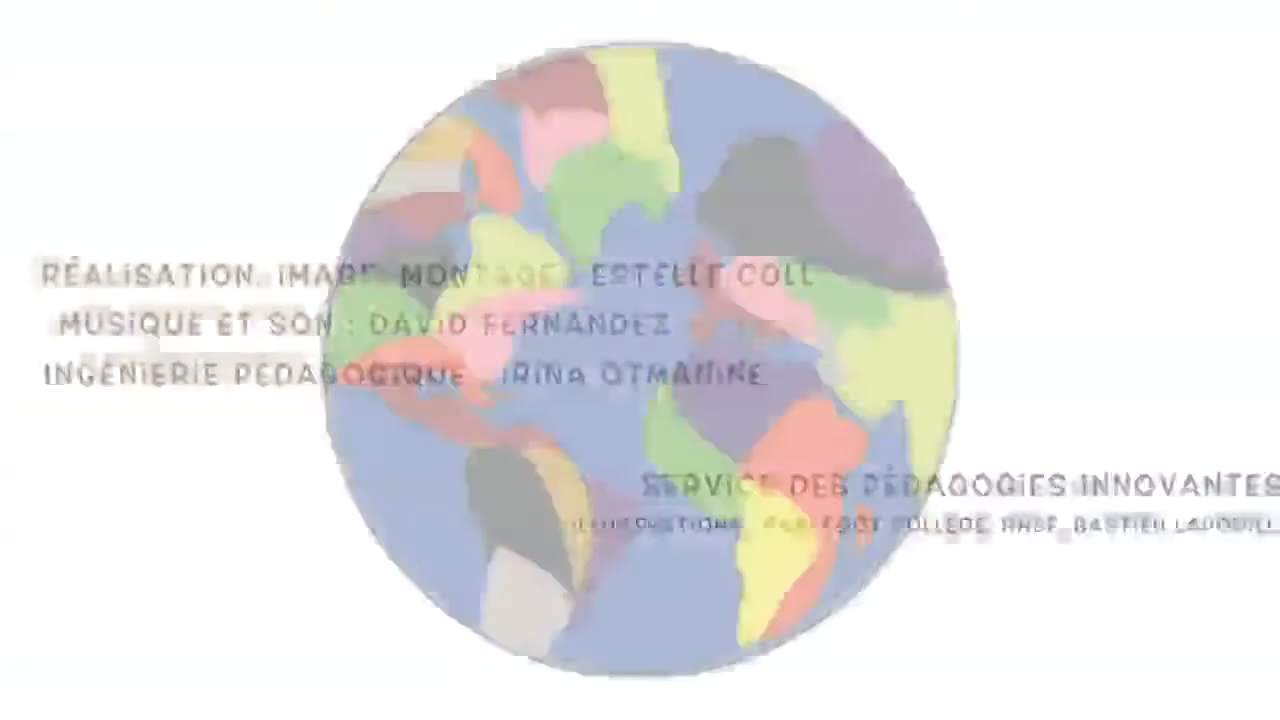 RÉALISATION, IMAGE, MONTAGE : ESTELLE COLL
MUSIQUE ET SON : DAVID FERNANDEZ
INGÉNIERIE PÉDAGOGIQUE : IRINA OTMANINE
SERVICE DES PÉDAGOGIES INNOVANTES